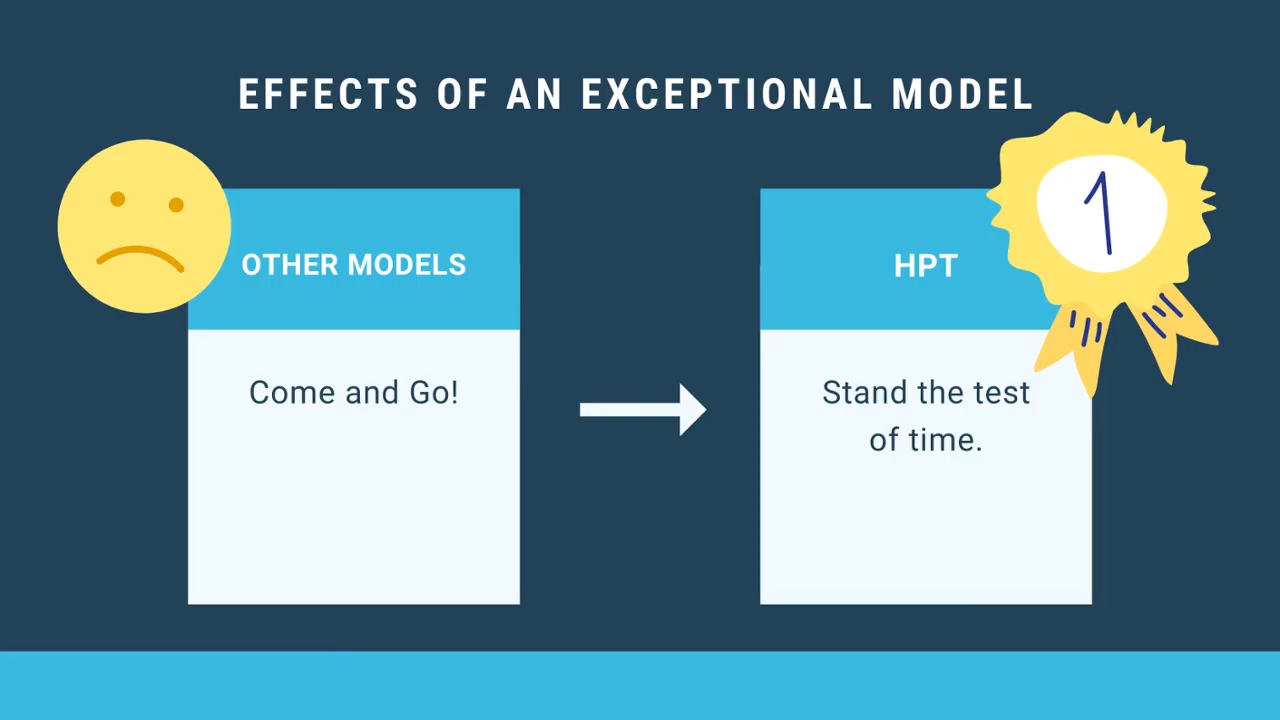 EFFECTS OF AN EXCEPTIONAL MODEL
OTHER MODELS
Come and Go!
HPT
Stand the test
of time.
1